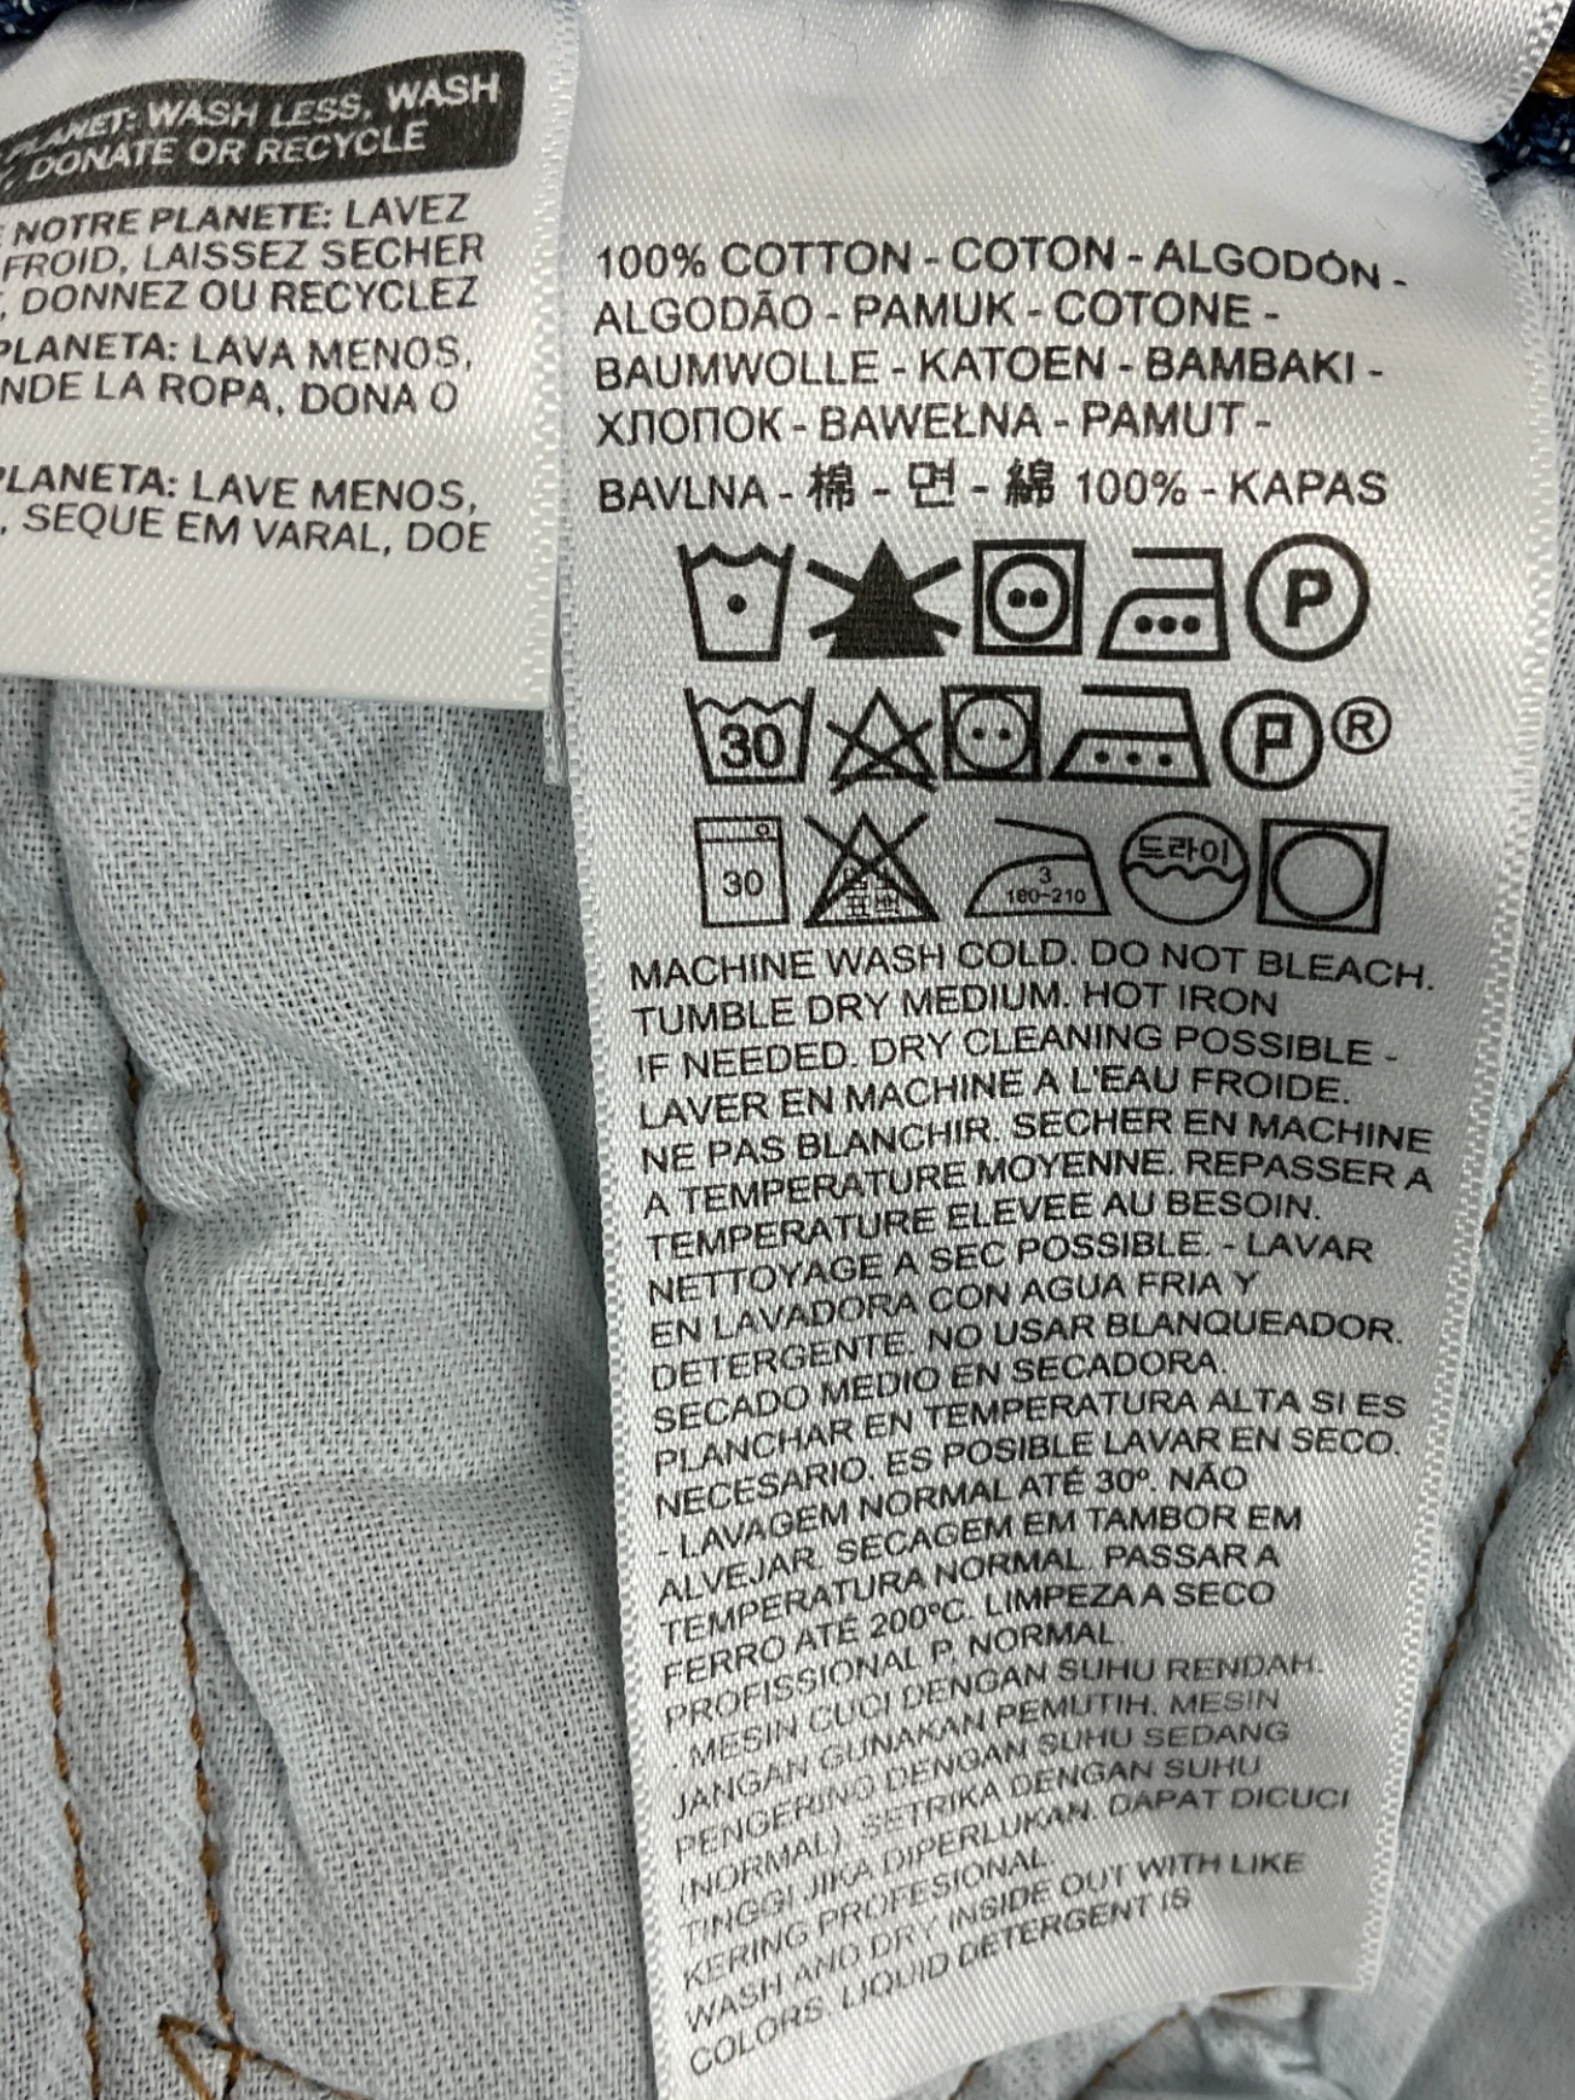 PLANET: WASH LESS, WASH
, DONATE OR RECYCLE
NOTRE PLANETE: LAVEZ
FROID, LAISSEZ SECHER
, DONNEZ OU RECYCLEZ
PLANETA: LAVA MENOS,
NDE LA ROPA, DONA O
PLANETA: LAVE MENOS,
, SEQUE EM VARAL, DOE
100% COTTON - COTON - ALGODÓN -
ALGODÃO - PAMUK - COTONE -
BAUMWOLLE - KATOEN - BAMBAKI -
ХЛОПОК - BAWEŁNA - PAMUT -
BAVLNA - 棉 - 면 - 綿 100% - KAPAS
P
30 P ®
30 3 180~210 드라이
MACHINE WASH COLD. DO NOT BLEACH.
TUMBLE DRY MEDIUM. HOT IRON
IF NEEDED. DRY CLEANING POSSIBLE -
LAVER EN MACHINE A L'EAU FROIDE.
NE PAS BLANCHIR. SECHER EN MACHINE
A TEMPERATURE MOYENNE. REPASSER A
TEMPERATURE ELEVEE AU BESOIN.
NETTOYAGE A SEC POSSIBLE. - LAVAR
EN LAVADORA CON AGUA FRIA Y
DETERGENTE. NO USAR BLANQUEADOR.
SECADO MEDIO EN SECADORA.
PLANCHAR EN TEMPERATURA ALTA SI ES
NECESARIO. ES POSIBLE LAVAR EN SECO.
- LAVAGEM NORMAL ATÉ 30º. NÃO
ALVEJAR. SECAGEM EM TAMBOR EM
TEMPERATURA NORMAL. PASSAR A
FERRO ATÉ 200ºC. LIMPEZA A SECO
PROFISSIONAL P, NORMAL.
. MESIN CUCI DENGAN SUHU RENDAH.
JANGAN GUNAKAN PEMUTIH. MESIN
PENGERING DENGAN SUHU SEDANG
(NORMAL). SETRIKA DENGAN SUHU
TINGGI JIKA DIPERLUKAN. DAPAT DICUCI
KERING PROFESIONAL.
WASH AND DRY INSIDE OUT WITH LIKE
COLORS. LIQUID DETERGENT IS